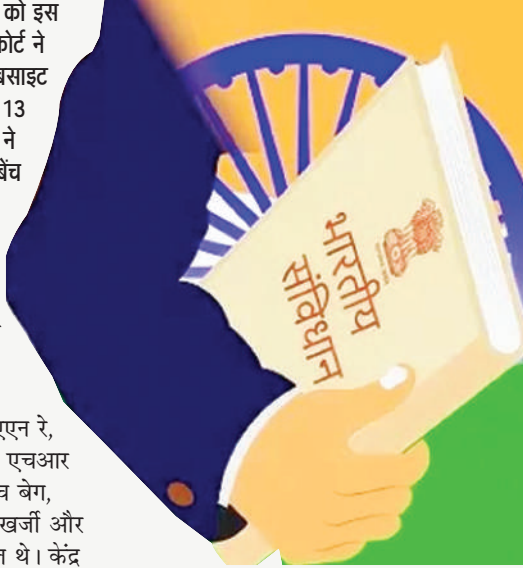 को इस
कोर्ट ने
बसाइट
13
ने
बेंच
एएन रे,
एचआर
बेग,
खर्जी और
थे। केंद्र
भारतीय
संविधान